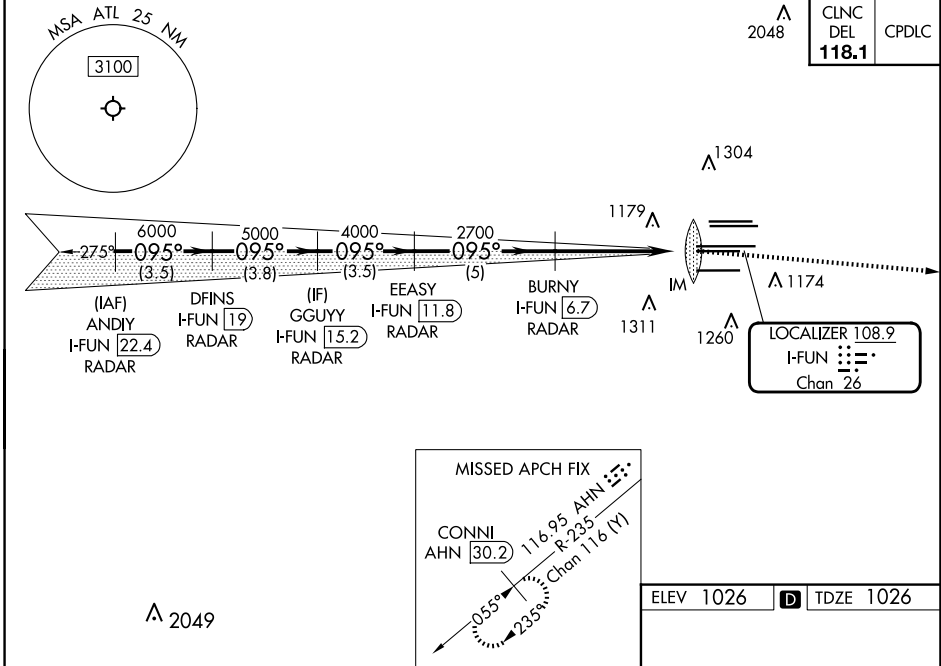 MSA ATL 25 NM
3100
2048
CLNC
DEL
118.1
CPDLC
1304
1179
6000
5000
4000
2700
275°
095°
095°
095°
095°
(3.5)
(3.8)
(3.5)
(5)
IM
1174
(IAF)
ANDIY
I-FUN 22.4
RADAR
DFINS
I-FUN 19
RADAR
(IF)
GGUYY
I-FUN 15.2
RADAR
EEASY
I-FUN 11.8
RADAR
BURNY
I-FUN 6.7
RADAR
1311
1260
LOCALIZER 108.9
I-FUN
Chan 26
MISSED APCH FIX
CONNI
AHN 30.2
116.95 AHN
R-235
Chan 116 (Y)
055°
235°
2049
ELEV 1026
D
TDZE 1026